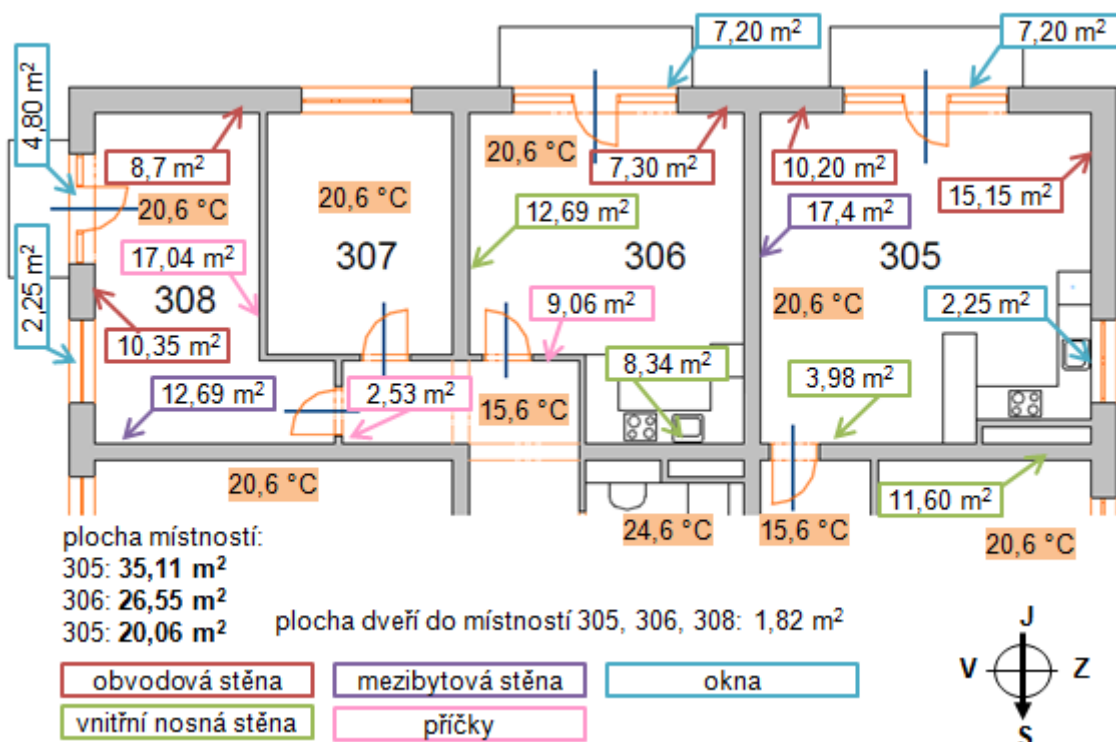 7,20 m²
7,20 m²
4,80 m²
8,7 m²
20,6 °C
7,30 m²
10,20 m²
15,15 m²
20,6 °C
20,6 °C
12,69 m²
17,4 m²
17,04 m²
307
306
305
2,25 m²
308
9,06 m²
20,6 °C
2,25 m²
10,35 m²
8,34 m²
3,98 m²
12,69 m²
2,53 m²
15,6 °C
20,6 °C
11,60 m²
24,6 °C
15,6 °C
20,6 °C
plocha místností:
305: 35,11 m²
306: 26,55 m²
305: 20,06 m²
plocha dveří do místností 305, 306, 308: 1,82 m²
J
V
Z
S
obvodová stěna
mezibytová stěna
okna
vnitřní nosná stěna
příčky